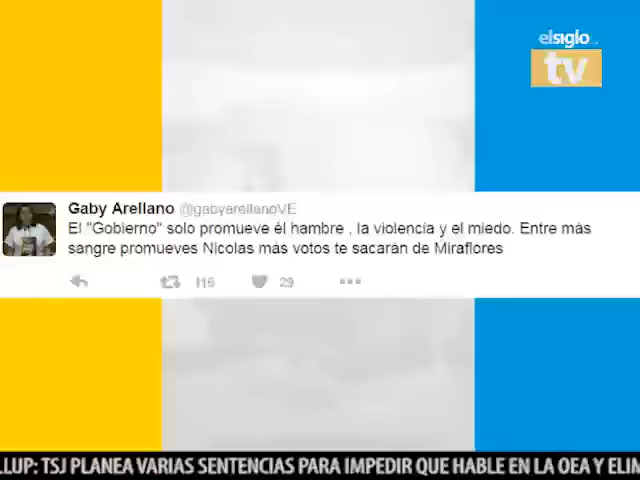 elsiglo
tv
Gaby Arellano @gabyarellanoVE
El "Gobierno" solo promueve él hambre , la violencia y el miedo. Entre más
sangre promueves Nicolas más votos te sacarán de Miraflores
116 29
LLUP: TSJ PLANEA VARIAS SENTENCIAS PARA IMPEDIR QUE HABLE EN LA OEA Y ELIM